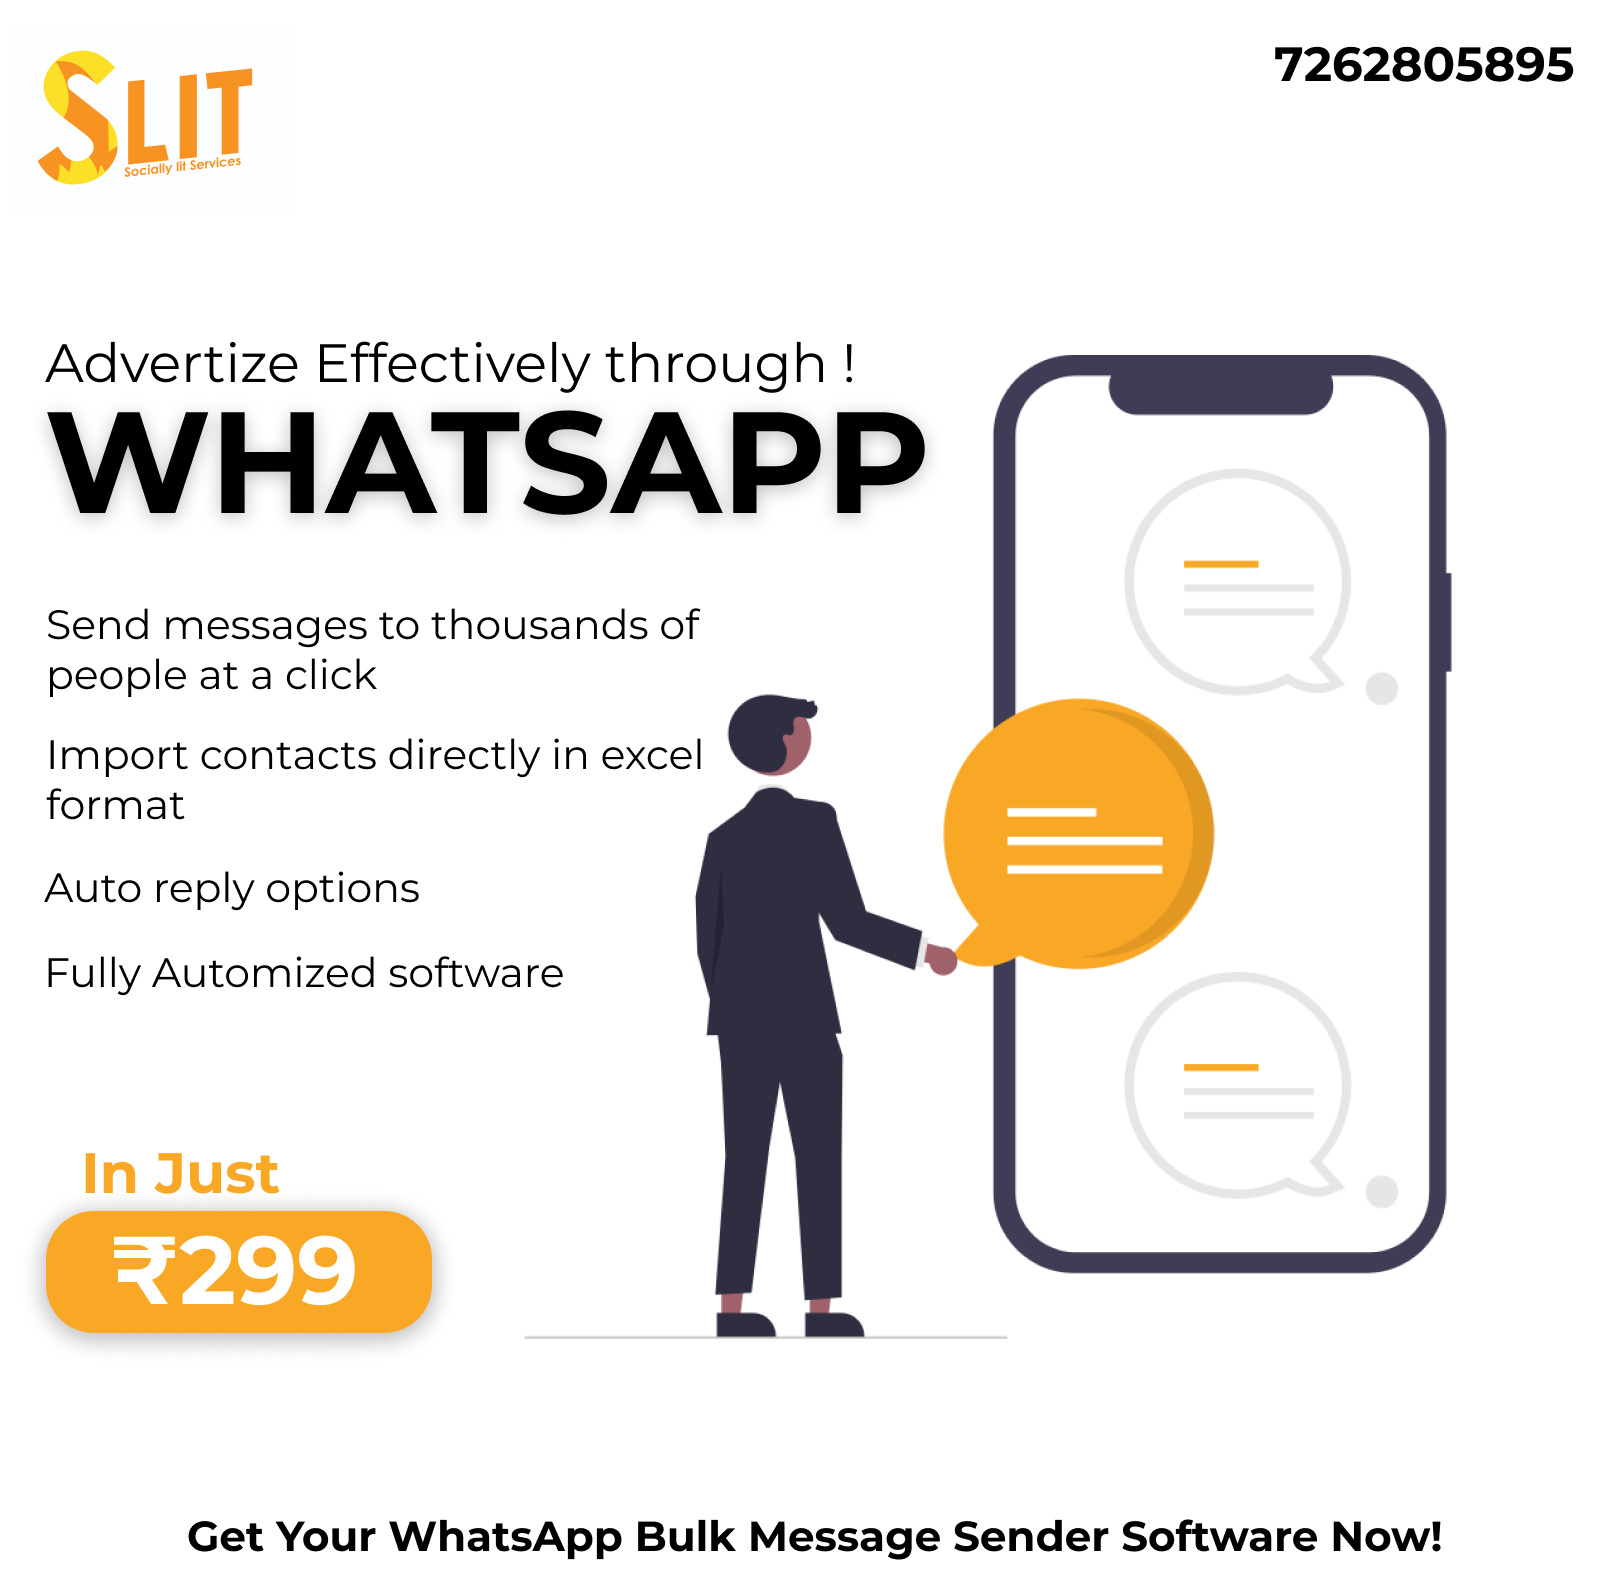 SLIT
Socially lit Services
7262805895
Advertize Effectively through !
WHATSAPP
Send messages to thousands of
people at a click
Import contacts directly in excel
format
Auto reply options
Fully Automized software
In Just
₹299
Get Your WhatsApp Bulk Message Sender Software Now!